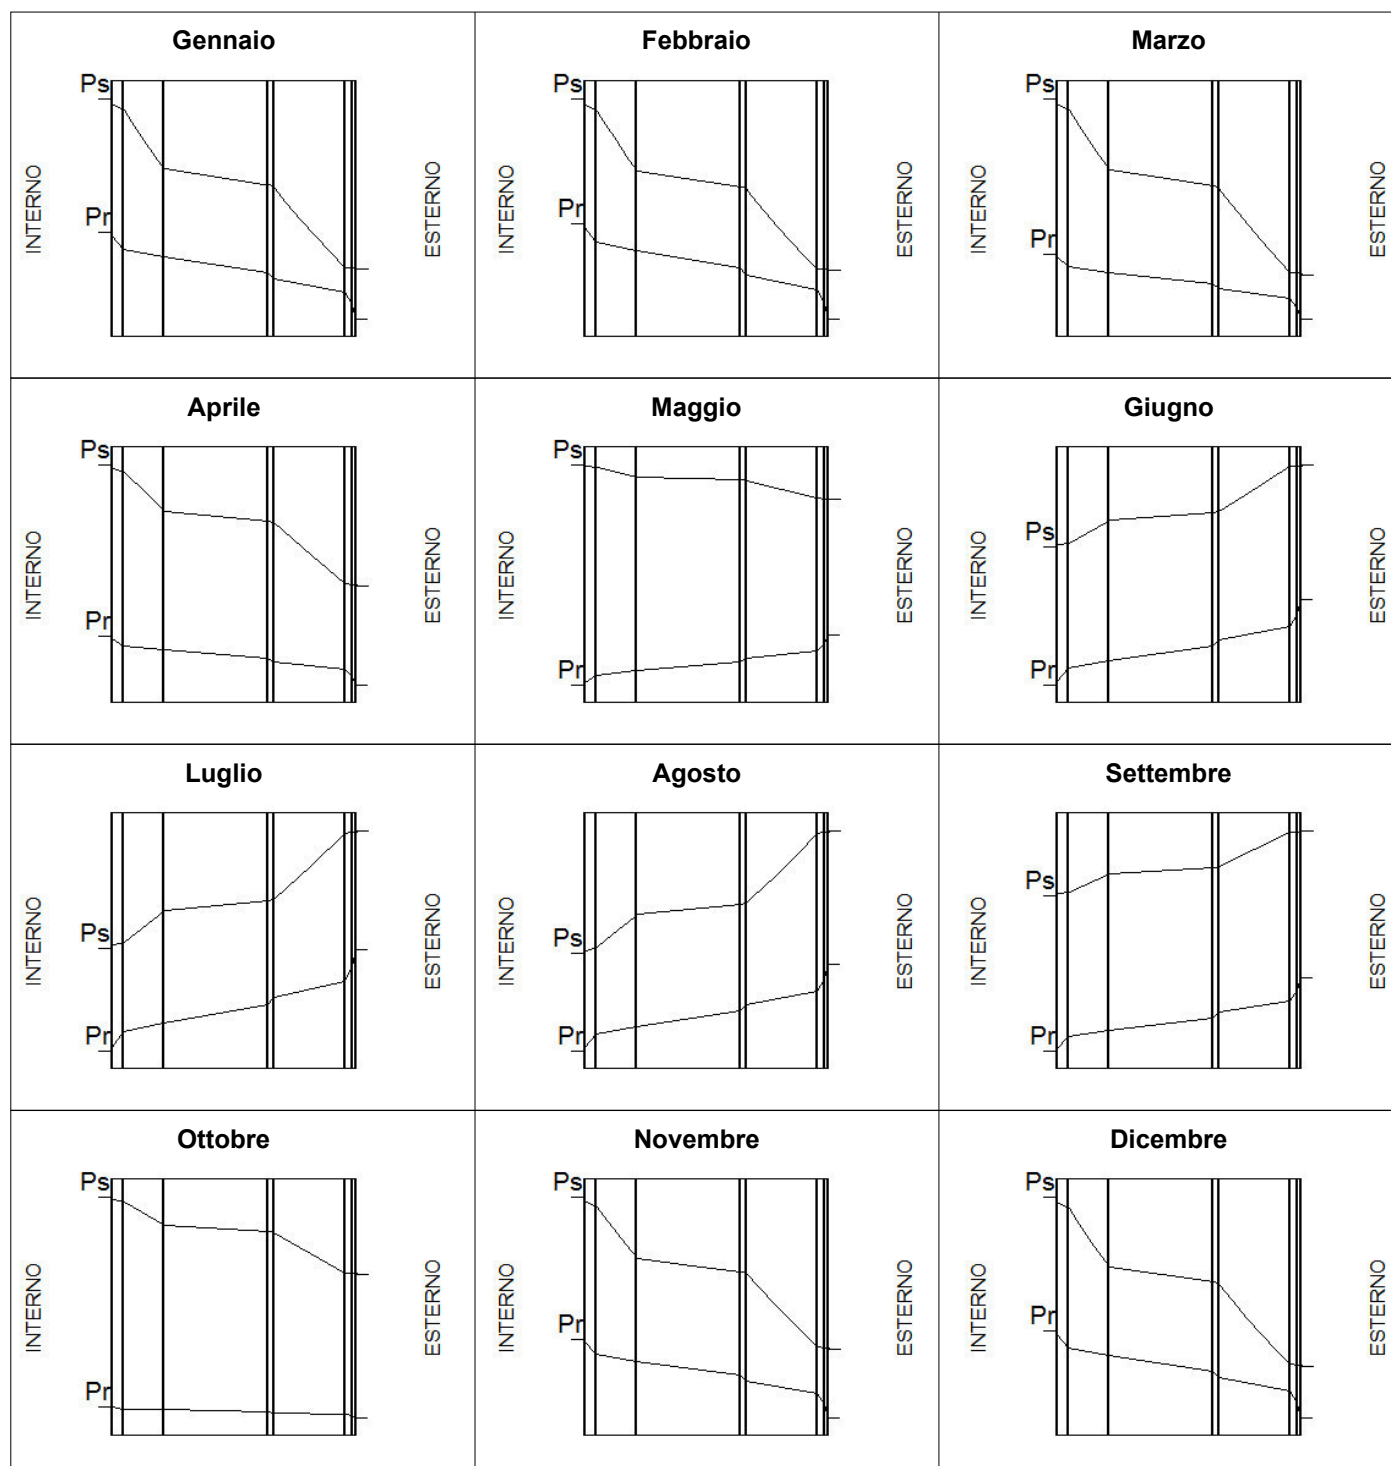 Gennaio
Febbraio
Marzo
Ps
Pr
INTERNO
ESTERNO
Ps
Pr
INTERNO
ESTERNO
Ps
Pr
INTERNO
ESTERNO
Aprile
Maggio
Giugno
Ps
Pr
INTERNO
ESTERNO
Ps
Pr
INTERNO
ESTERNO
Ps
Pr
INTERNO
ESTERNO
Luglio
Agosto
Settembre
Ps
Pr
INTERNO
ESTERNO
Ps
Pr
INTERNO
ESTERNO
Ps
Pr
INTERNO
ESTERNO
Ottobre
Novembre
Dicembre
Ps
Pr
INTERNO
ESTERNO
Ps
Pr
INTERNO
ESTERNO
Ps
Pr
INTERNO
ESTERNO